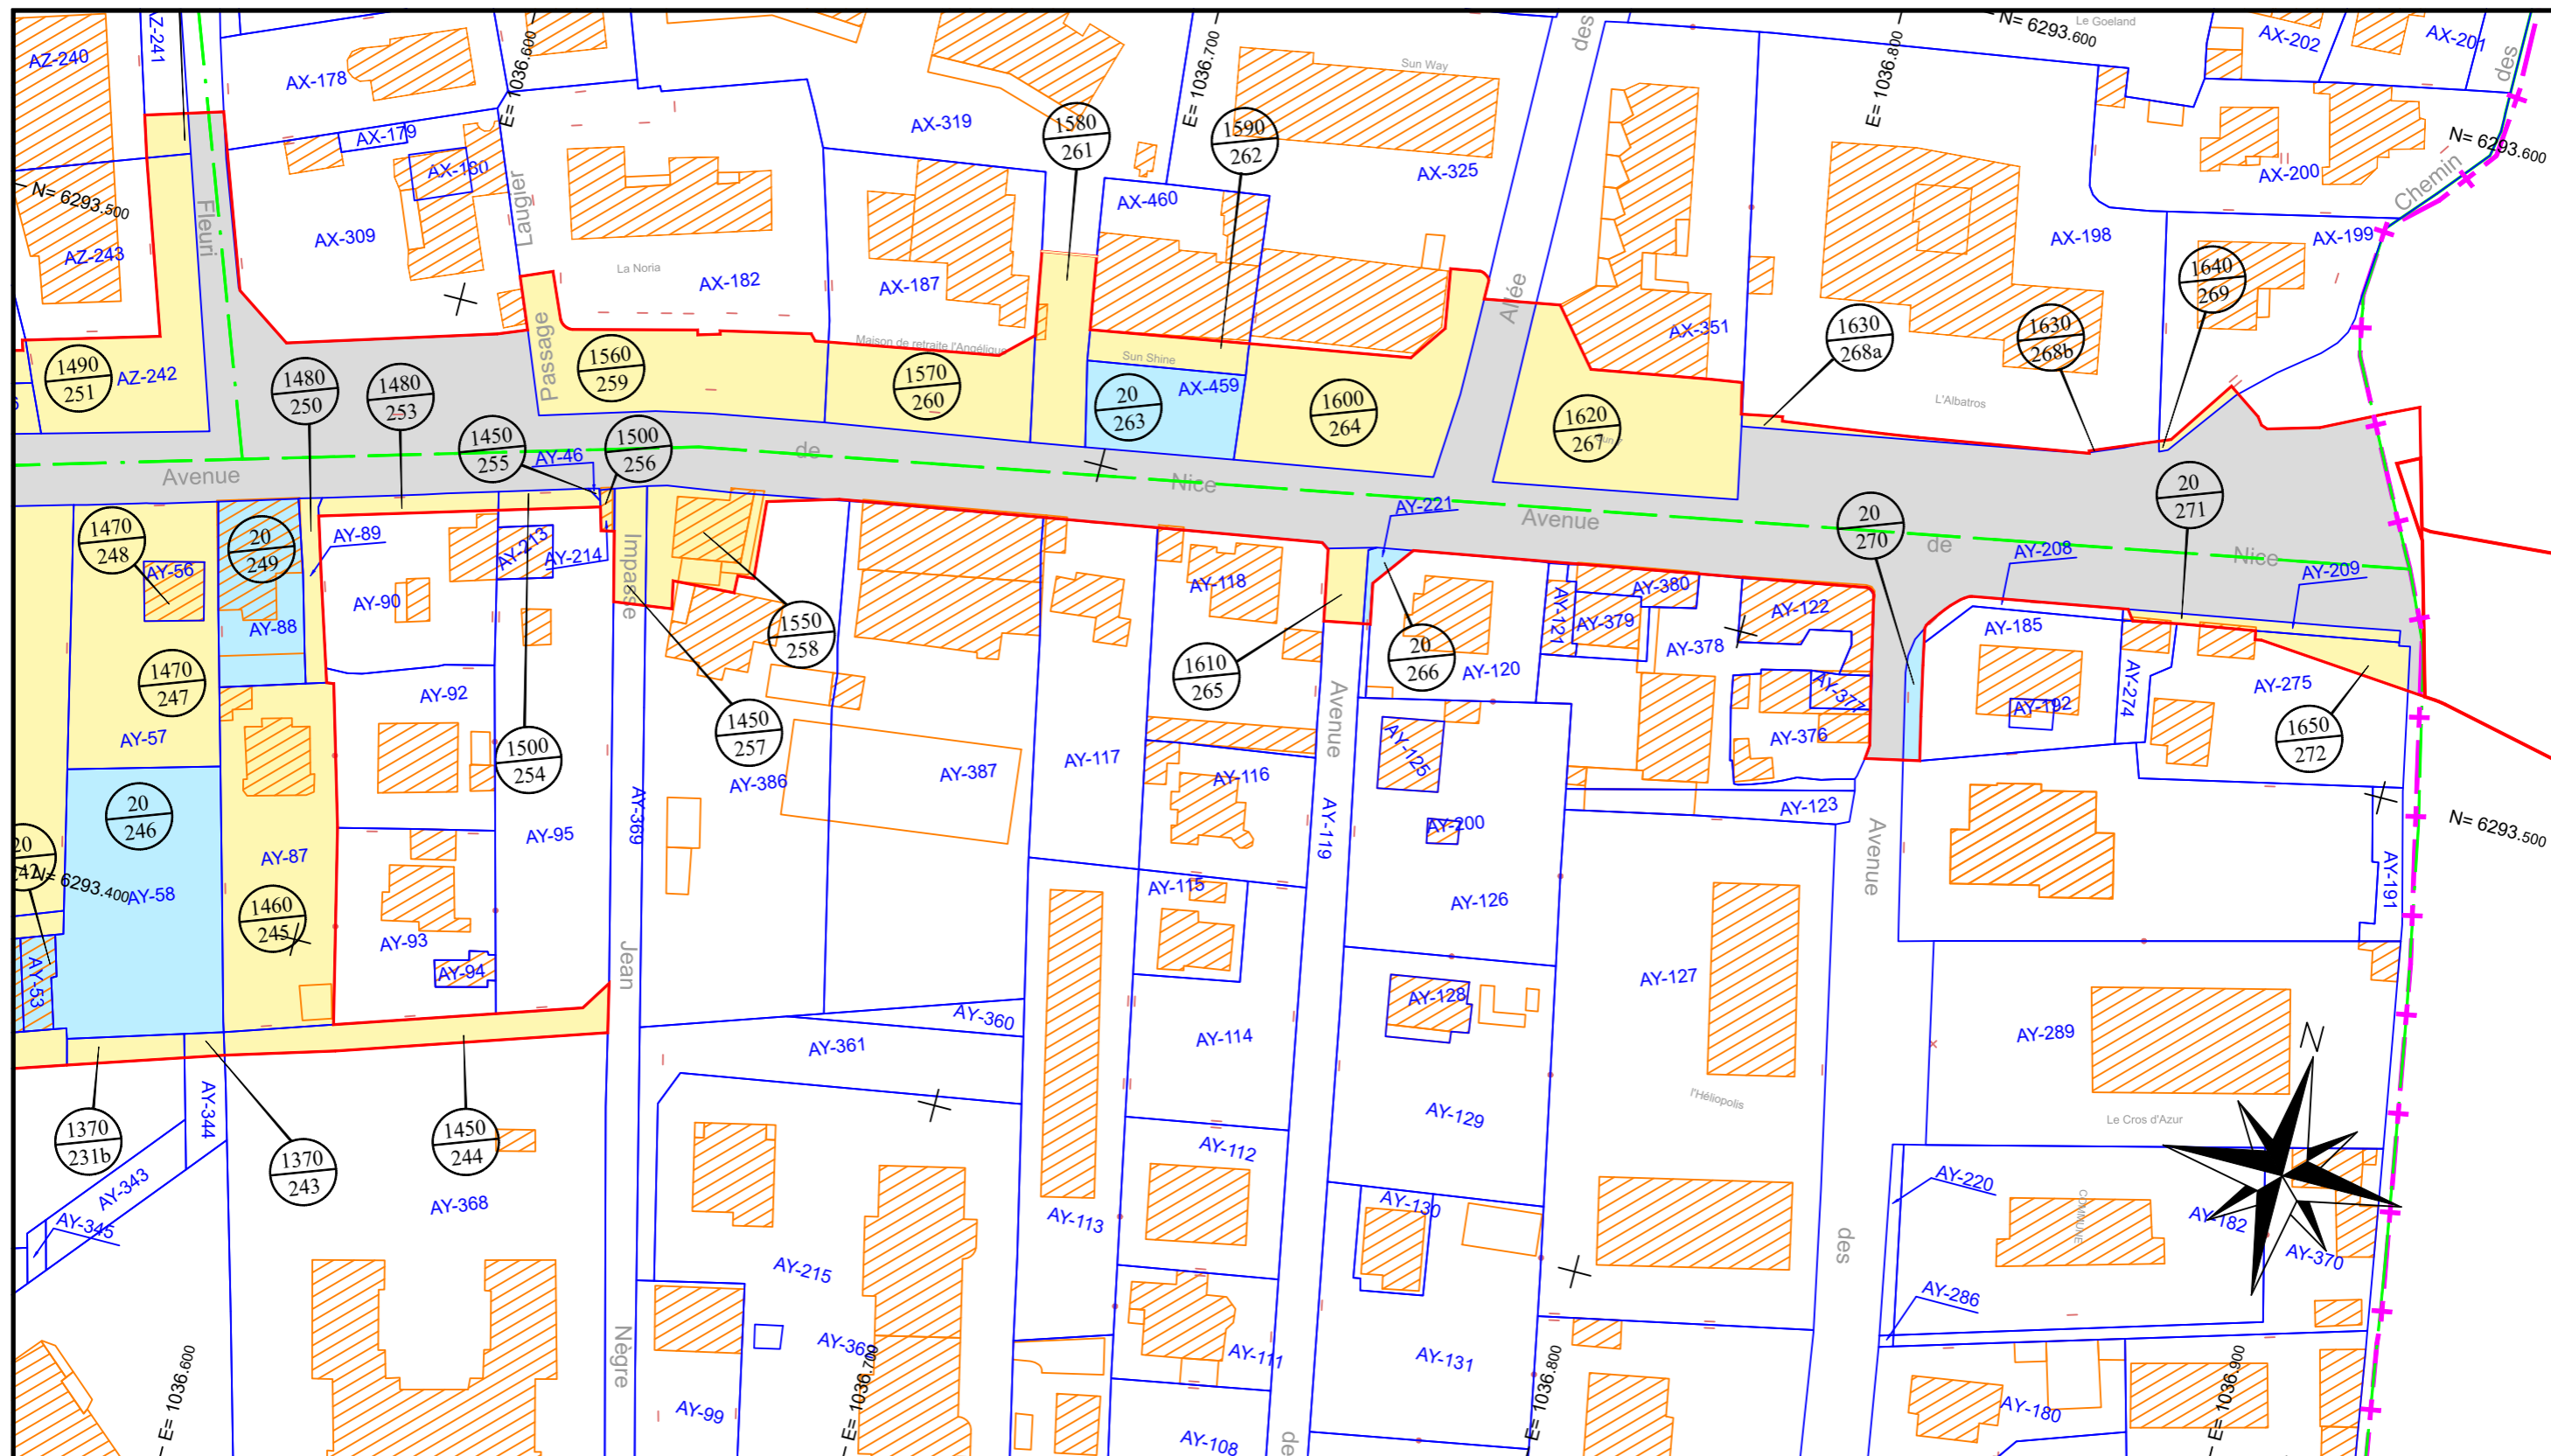 AZ-240
AZ-241
AX-178
E= 1036.600
E= 1036.700
des
E= 1036.800
N= 6293.600
Le Goeland
AX-202
AX-201
des
Sun Way
AX-179
AX-180
AX-319
1580
261
1590
262
AX-325
AX-460
N= 6293.600
AX-200
Chemin
N= 6293.500
Fleuri
Laugier
AX-309
AZ-243
La Noria
AX-182
AX-187
AX-198
AX-199
1640
269
Allée
AX-351
1630
268a
1630
268b
Passage
Maison de retraite l'Angélique
Sun Shine
1490
251
AZ-242
1480
250
1480
253
1560
259
1570
260
20
263
AX-459
1600
264
1620
267
L'Albatros
1450
255
AY-46
1500
256
Avenue
de
Nice
Avenue
de
Nice
AY-221
20
270
20
271
AY-208
AY-209
1470
248
AY-56
20
249
AY-89
AY-213
AY-214
Impasse
AY-90
AY-88
1550
258
AY-118
1610
265
20
266
AY-120
AY-121
AY-379
AY-380
AY-378
AY-122
AY-185
AY-192
AY-274
AY-275
1650
272
1470
247
AY-57
AY-92
1500
254
1450
257
AY-386
AY-387
AY-117
AY-116
Avenue
AY-125
AY-377
AY-376
AY-123
N= 6293.500
20
246
AY-95
AY-369
AY-119
AY-200
Avenue
AY-191
20
242
N= 6293.400
AY-58
AY-87
1460
245
AY-93
AY-94
AY-53
Jean
AY-115
AY-126
AY-127
AY-128
AY-360
AY-361
AY-114
AY-289
N
AY-344
1370
231b
1370
243
1450
244
AY-343
AY-345
AY-368
AY-112
AY-129
l'Héliopolis
Le Cros d'Azur
COMMUNE
AY-113
AY-130
AY-220
AY-182
AY-370
des
AY-215
AY-286
Nègre
AY-111
AY-131
E= 1036.600
E= 1036.700
E= 1036.800
E= 1036.900
AY-99
AY-108
AY-180